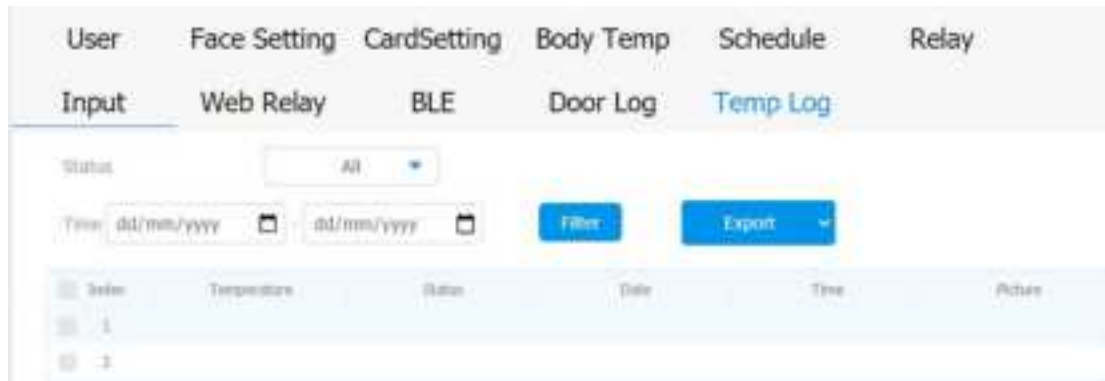 User Face Setting CardSetting Body Temp Schedule Relay
Input Web Relay BLE Door Log Temp Log
Status All
Time dd/mm/yyyy - dd/mm/yyyy Filter Export
Index Temperature Status Date Time Picture
1
2